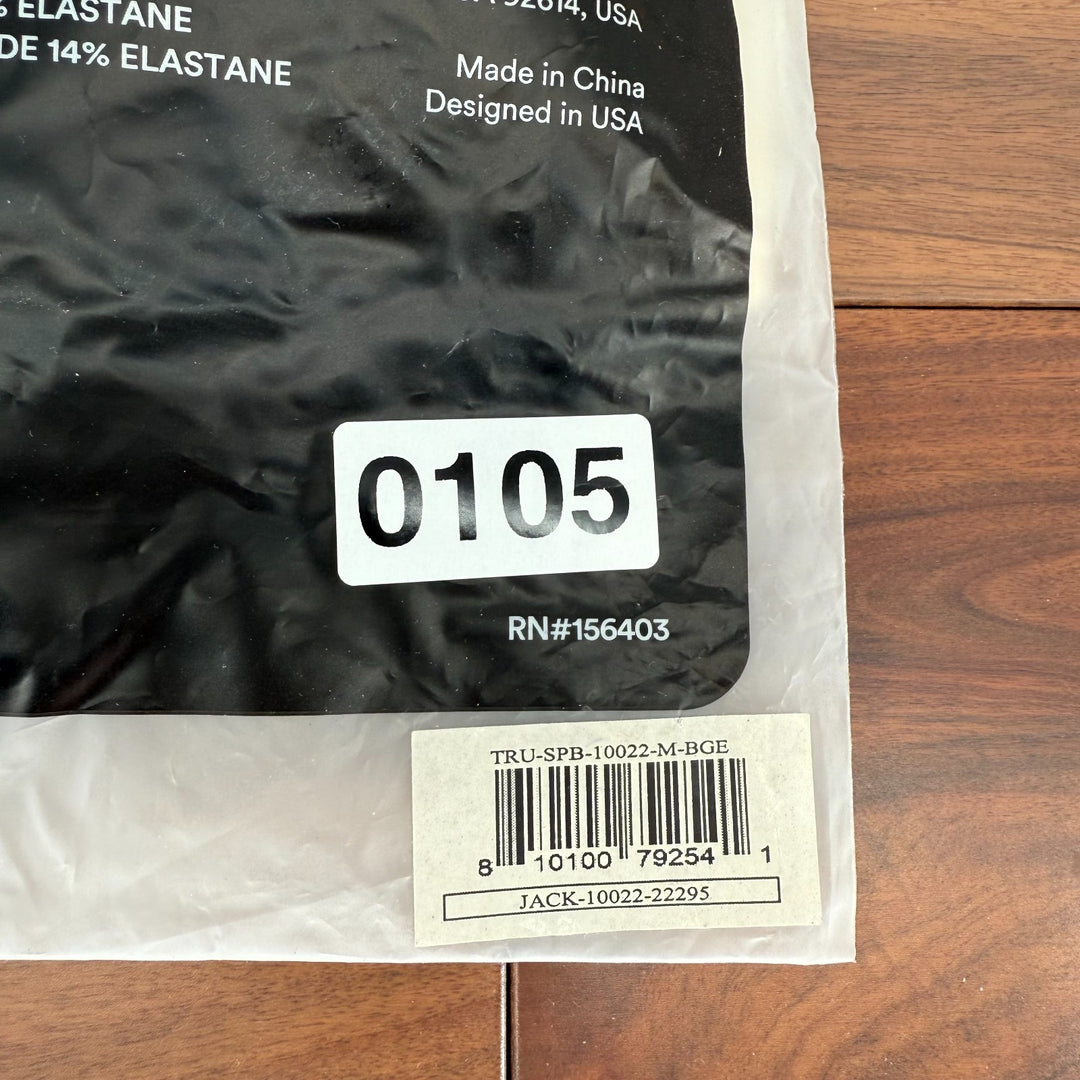 % ELASTANE
DE 14% ELASTANE
92614, USA
Made in China
Designed in USA
0105
RN#156403
TRU-SPB-10022-M-BGE
8 10100 79254 1
JACK-10022-22295